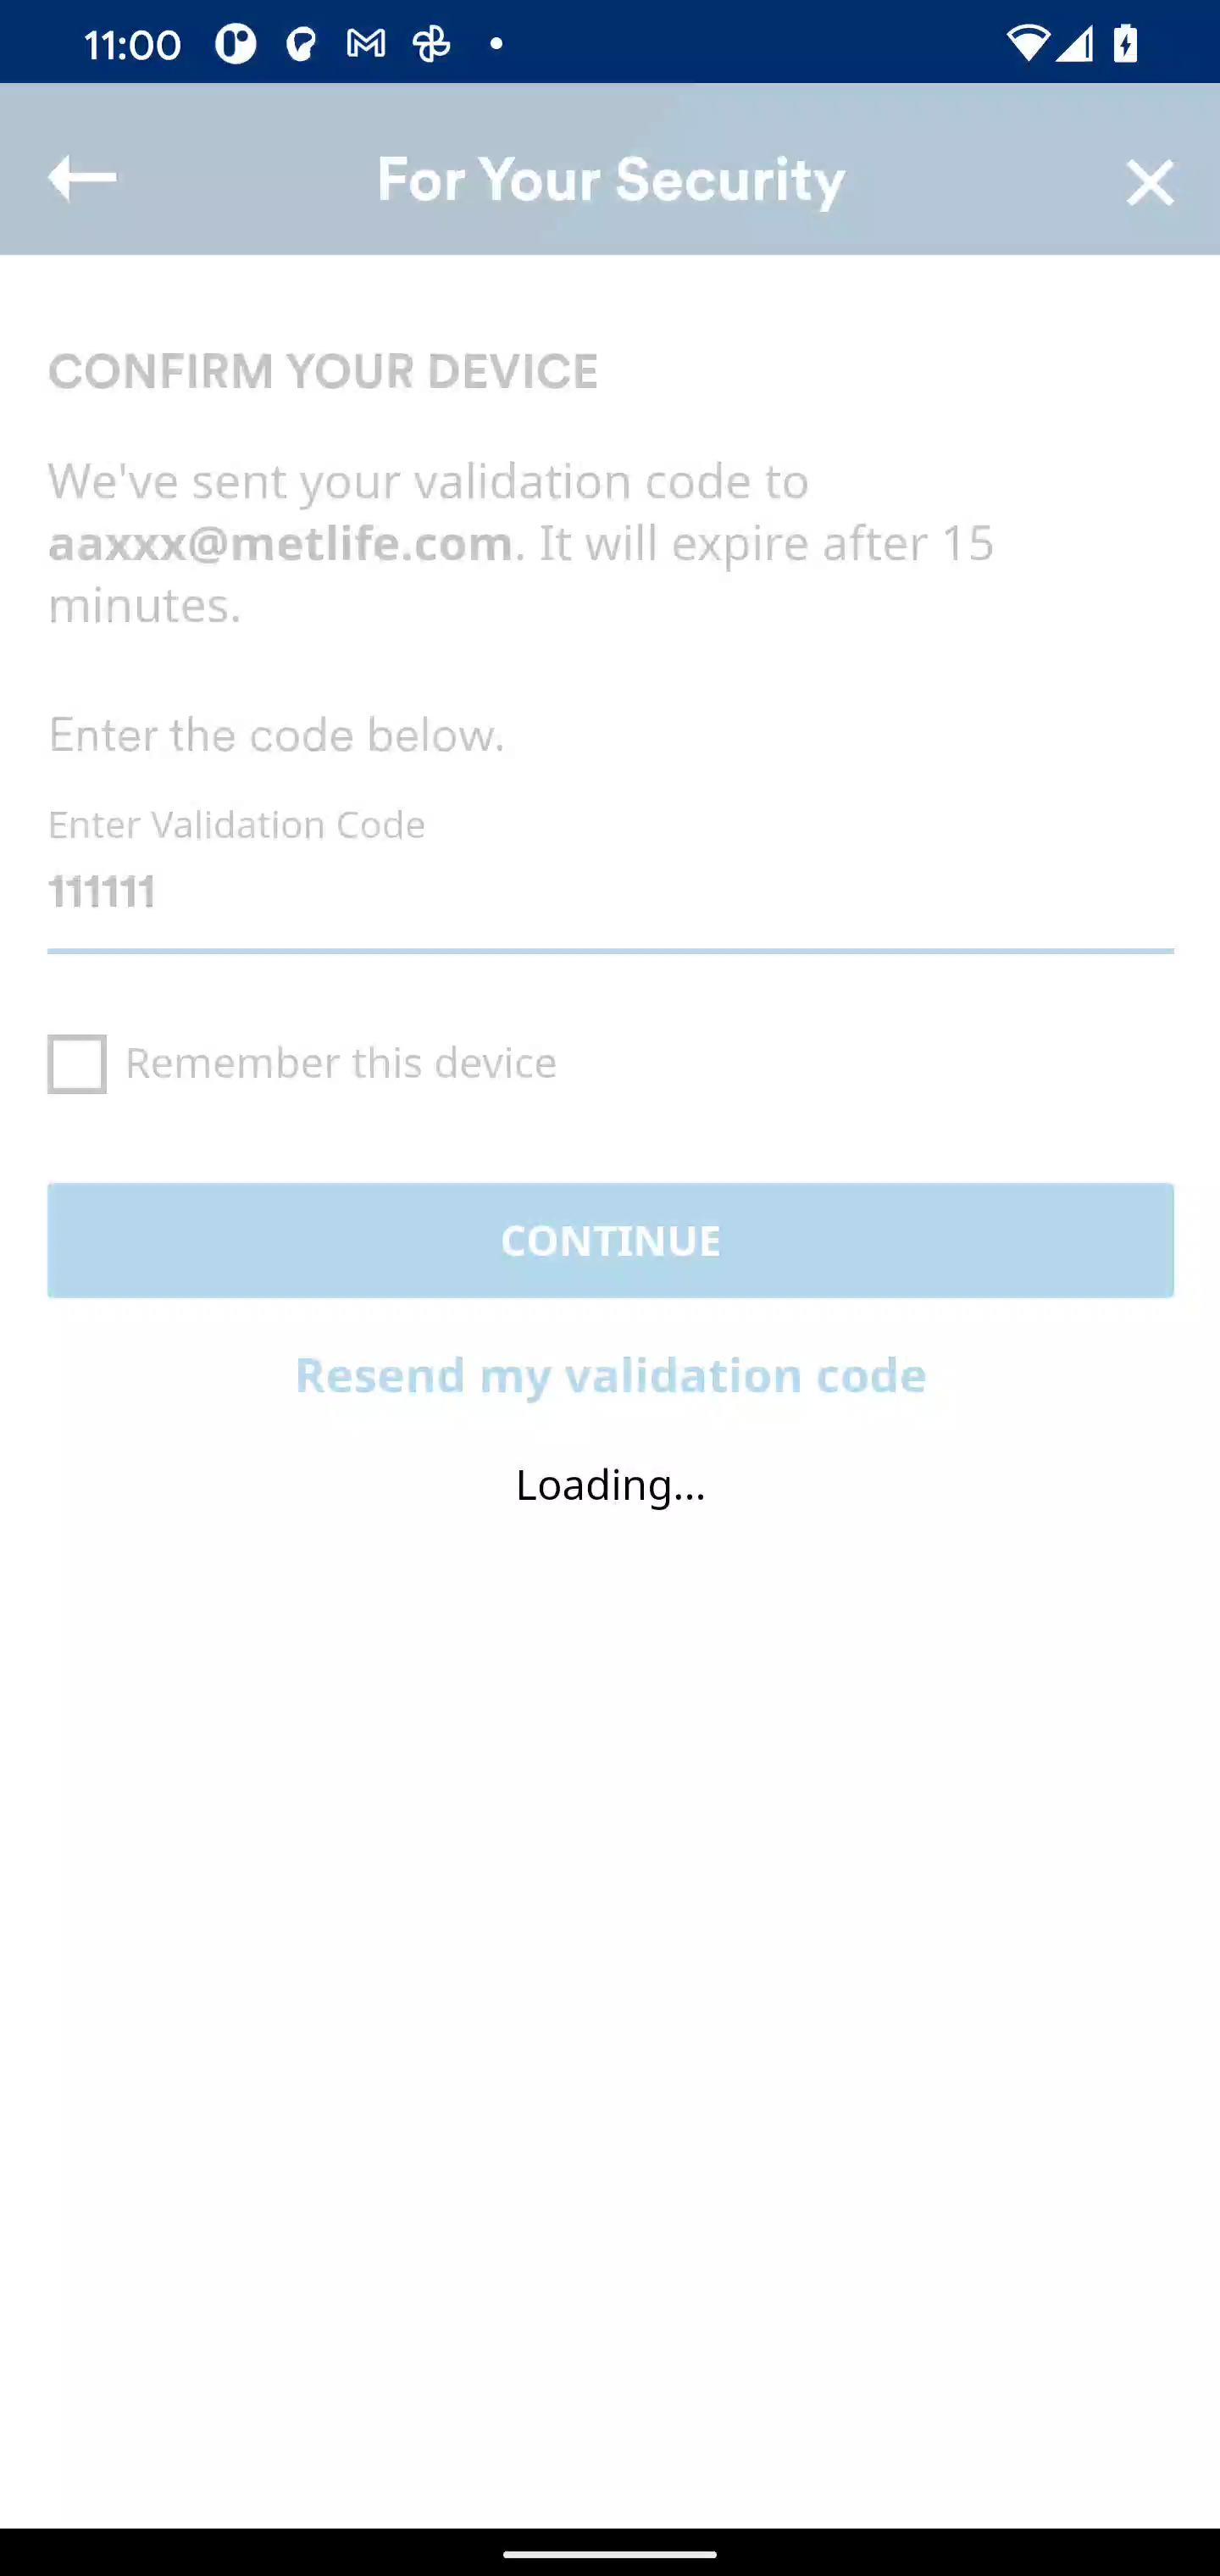 11:00
For Your Security
CONFIRM YOUR DEVICE
We've sent your validation code to
aaxxx@metlife.com. It will expire after 15
minutes.
Enter the code below.
Enter Validation Code
111111
Remember this device
CONTINUE
Resend my validation code
Loading...